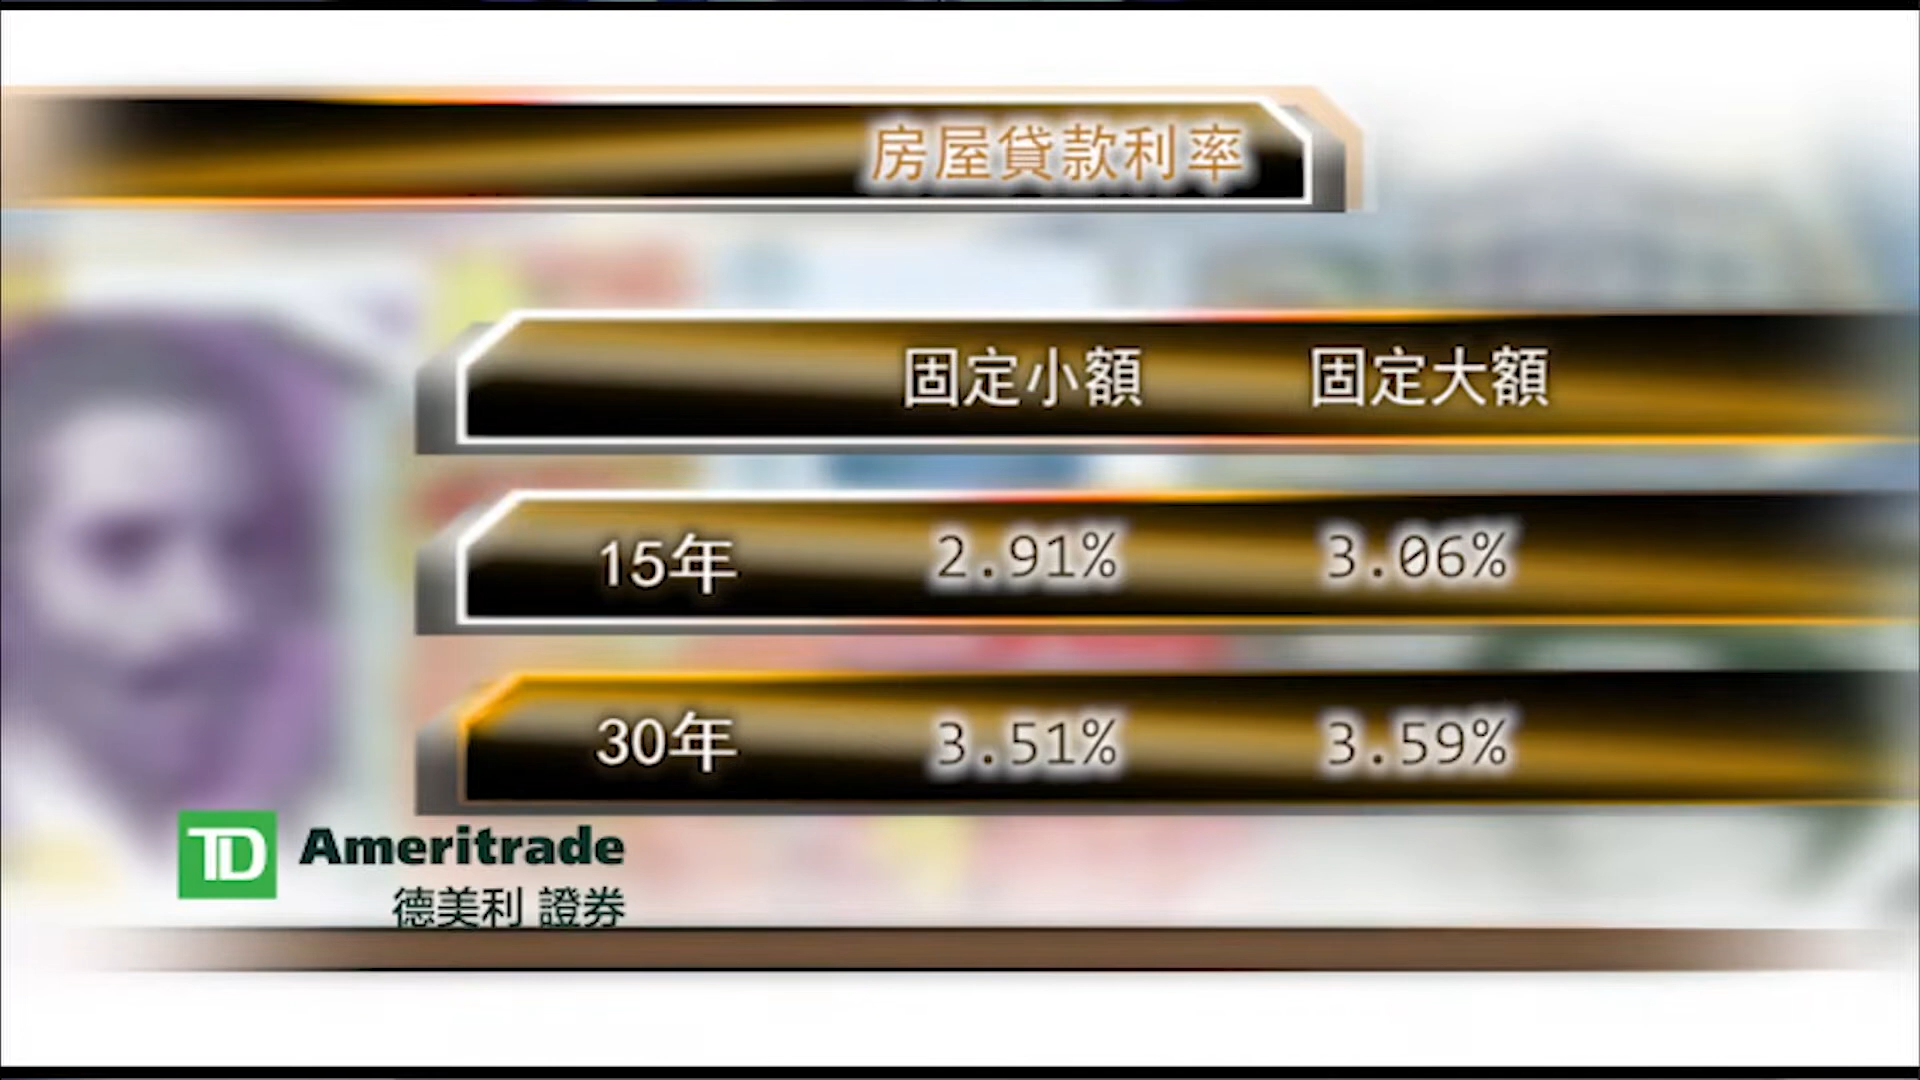 房屋貸款利率
固定小額 固定大額
15年 2.91% 3.06%
30年 3.51% 3.59%
TD Ameritrade
德美利 證券